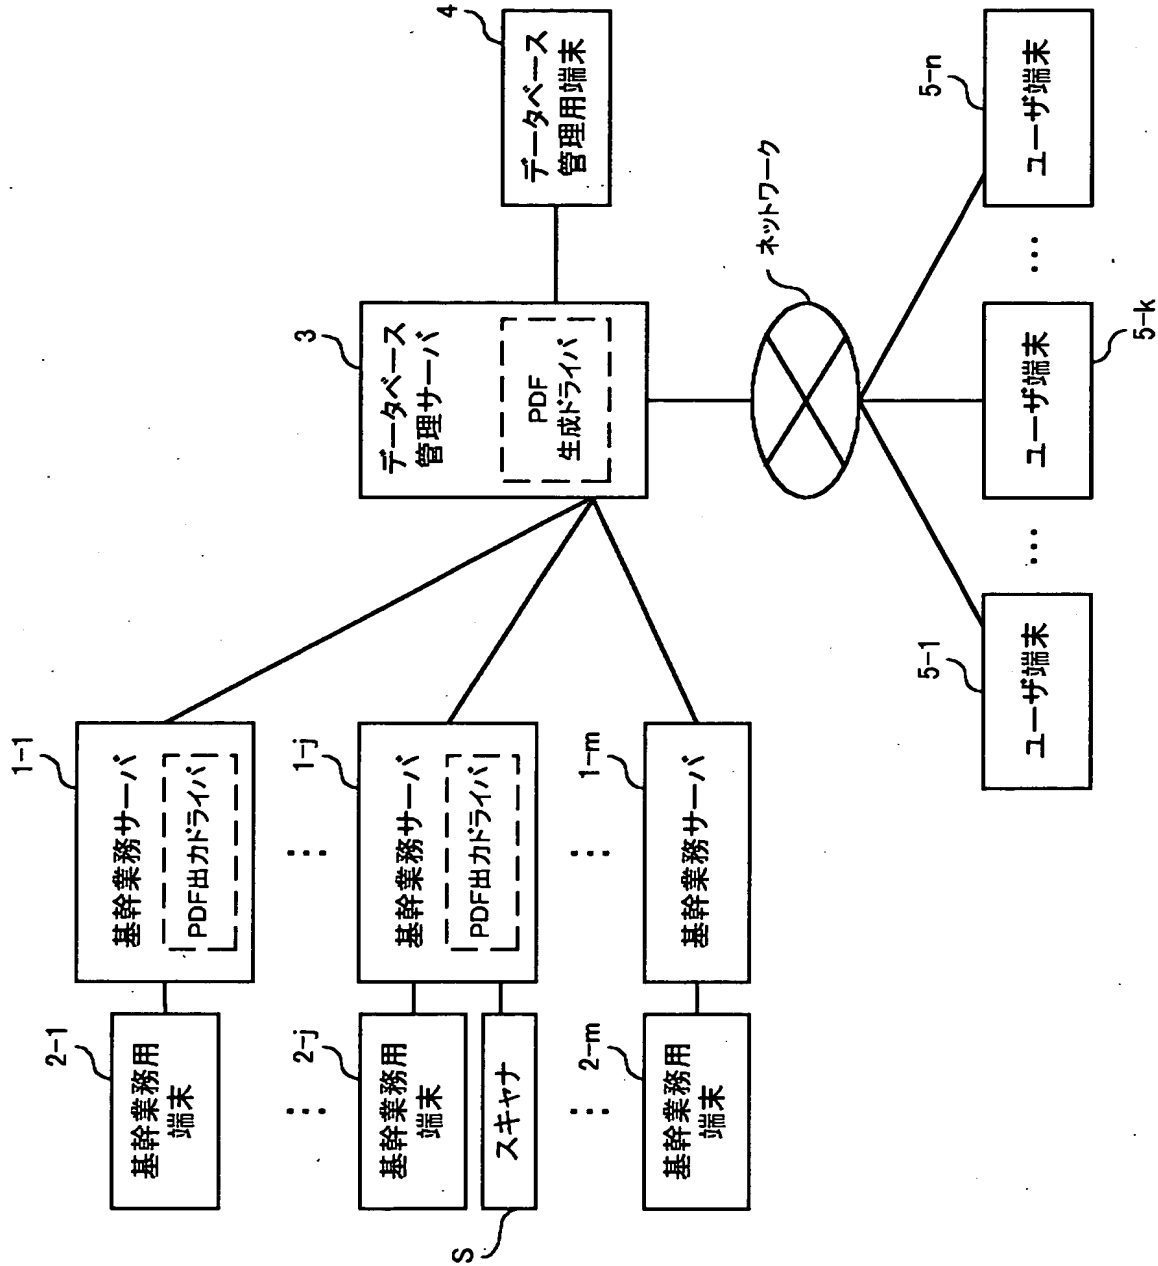 2-1
基幹業務用
端末
1-1
基幹業務サーバ
PDF出力ドライバ
2-j
基幹業務用
端末
S
スキャナ
1-j
基幹業務サーバ
PDF出力ドライバ
2-m
基幹業務用
端末
1-m
基幹業務サーバ
3
データベース
管理サーバ
PDF
生成ドライバ
4
データベース
管理用端末
ネットワーク
5-1
ユーザ端末
5-k
ユーザ端末
5-n
ユーザ端末